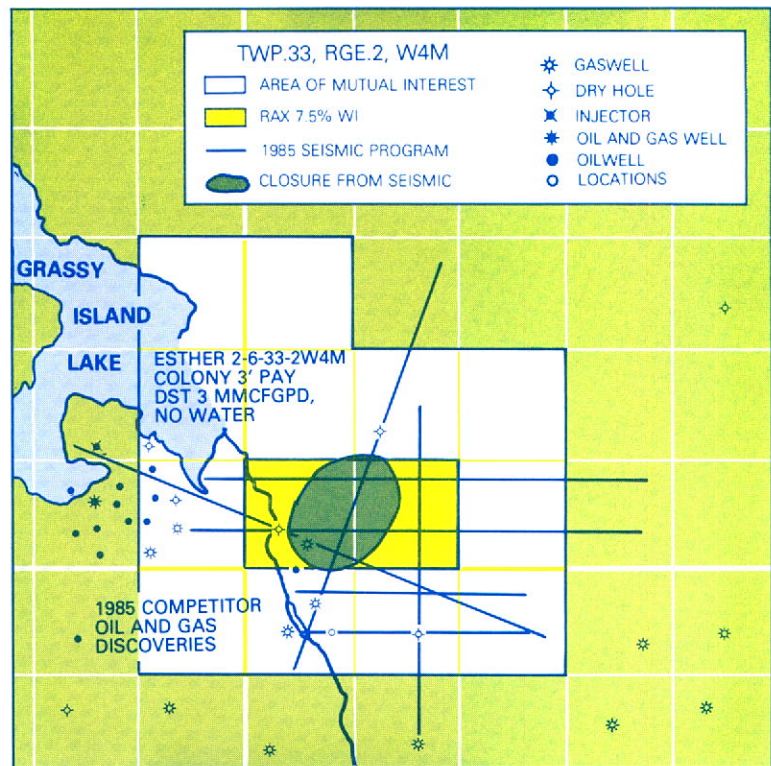 TWP.33, RGE.2, W4M
AREA OF MUTUAL INTEREST
RAX 7.5% WI
1985 SEISMIC PROGRAM
CLOSURE FROM SEISMIC
GASWELL
DRY HOLE
INJECTOR
OIL AND GAS WELL
OILWELL
LOCATIONS
GRASSY
ISLAND
LAKE
ESTHER 2-6-33-2W4M
COLONY 3' PAY
DST 3 MMCFGPD,
NO WATER
1985 COMPETITOR
OIL AND GAS
DISCOVERIES